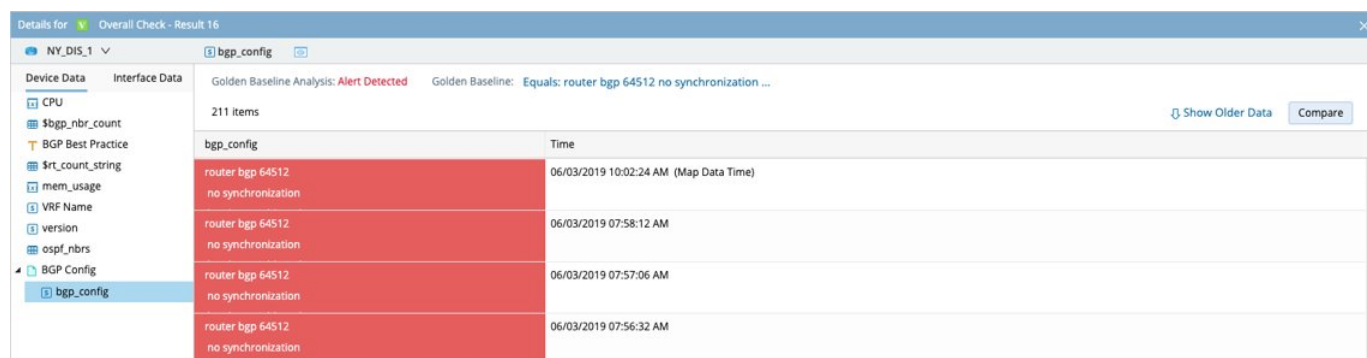 Details for V Overall Check - Result 16
NY_DIS_1
$ bgp_config
Device Data Interface Data
Golden Baseline Analysis: Alert Detected Golden Baseline: Equals: router bgp 64512 no synchronization ...
CPU
$bgp_nbr_count
T BGP Best Practice
$rt_count_string
mem_usage
$ VRF Name
$ version
ospf_nbrs
BGP Config
$ bgp_config
211 items
Show Older Data Compare
bgp_config Time
router bgp 64512 06/03/2019 10:02:24 AM (Map Data Time)
no synchronization
router bgp 64512 06/03/2019 07:58:12 AM
no synchronization
router bgp 64512 06/03/2019 07:57:06 AM
no synchronization
router bgp 64512 06/03/2019 07:56:32 AM
no synchronization